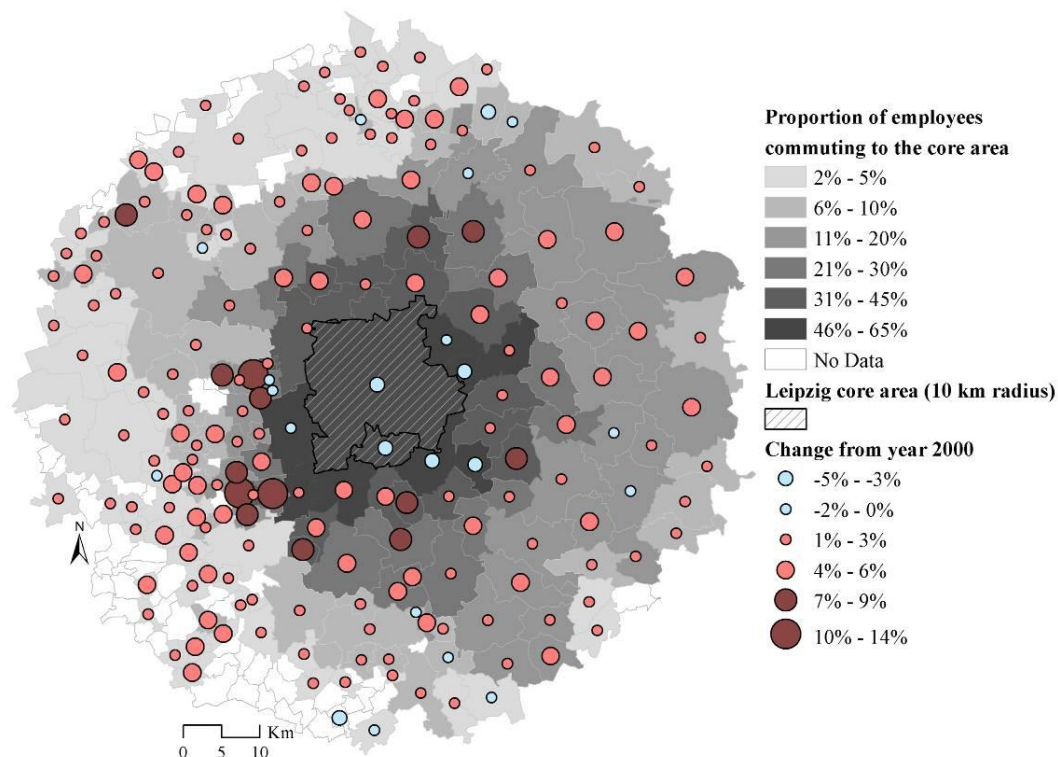 Proportion of employees
commuting to the core area
2% - 5%
6% - 10%
11% - 20%
21% - 30%
31% - 45%
46% - 65%
No Data
Leipzig core area (10 km radius)
Change from year 2000
-5% - -3%
-2% - 0%
1% - 3%
4% - 6%
7% - 9%
10% - 14%
N
Km
0 5 10